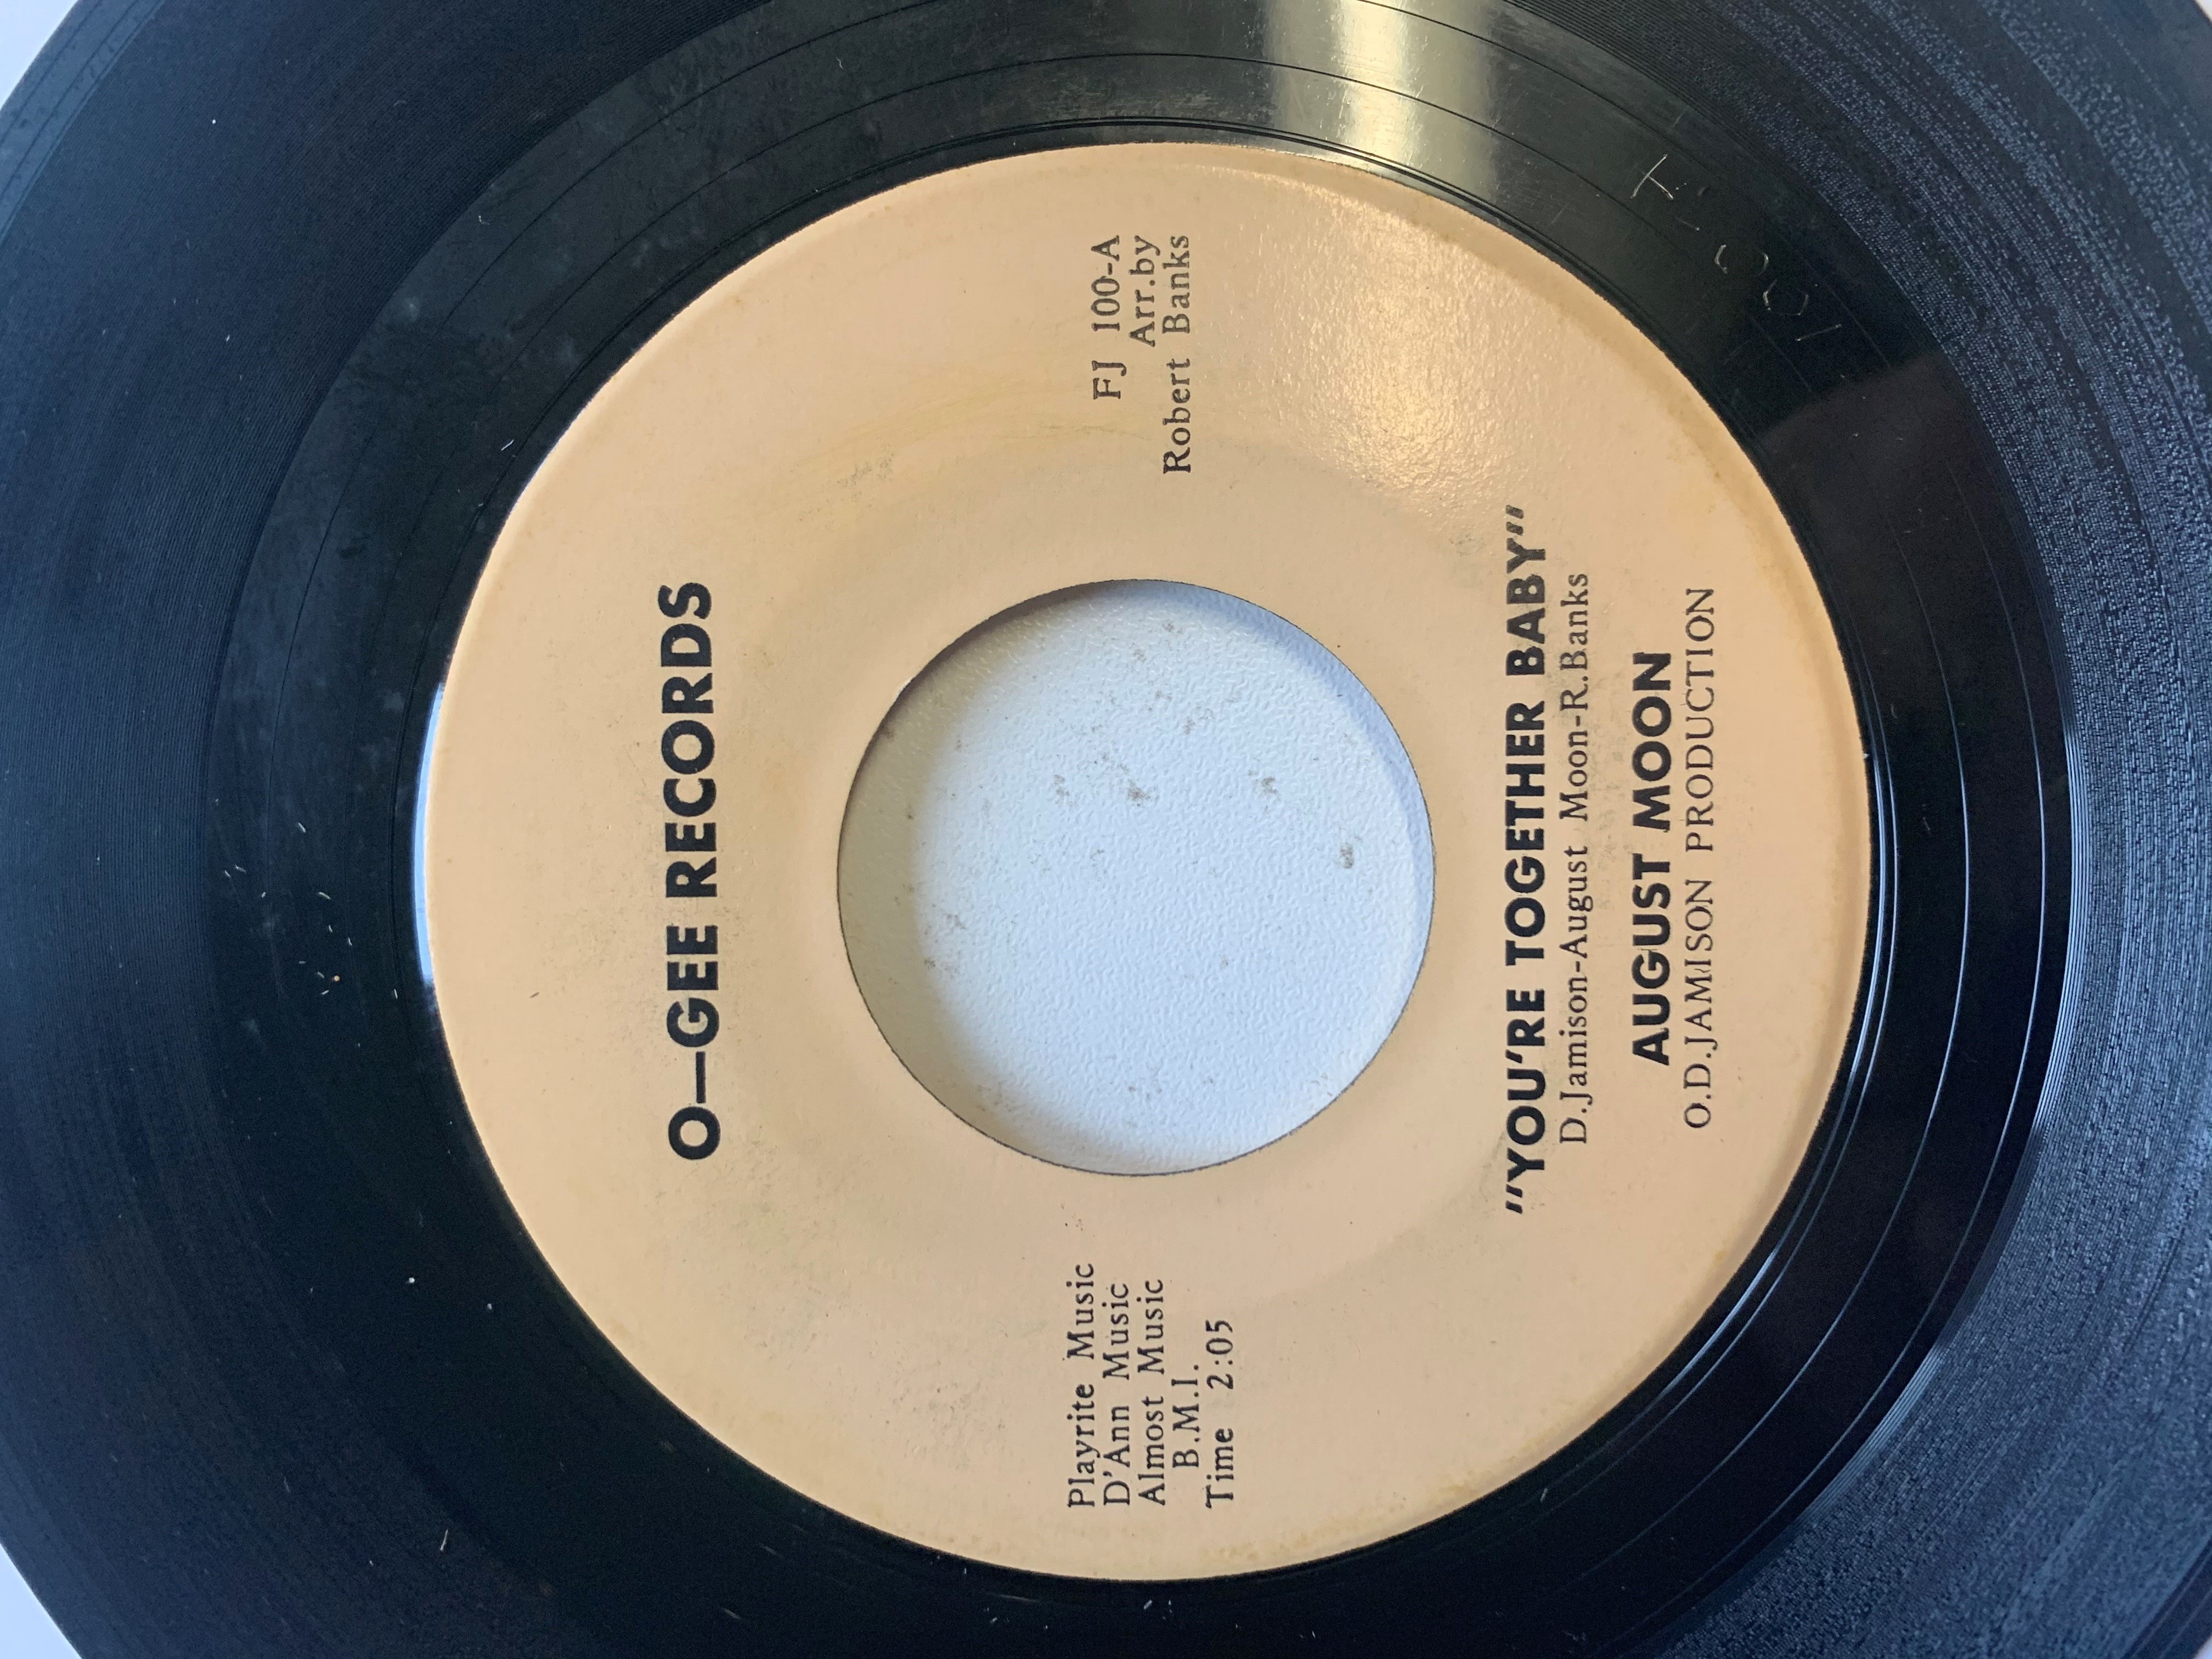 O—GEE RECORDS
Playrite Music
D'Ann Music
Almost Music
B.M.I.
Time 2:05
FJ 100-A
Arr.by
Robert Banks
"YOU'RE TOGETHER BABY"
D.Jamison-August Moon-R.Banks
AUGUST MOON
O.D.JAMISON PRODUCTION